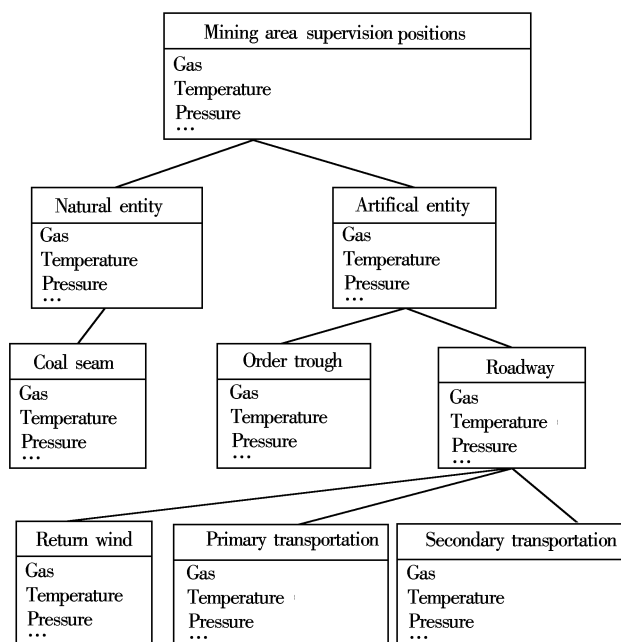 Mining area supervision positions
Gas
Temperature
Pressure
...
Natural entity
Gas
Temperature
Pressure
...
Artifical entity
Gas
Temperature
Pressure
...
Coal seam
Gas
Temperature
Pressure
...
Order trough
Gas
Temperature
Pressure
...
Roadway
Gas
Temperature
Pressure
...
Return wind
Gas
Temperature
Pressure
...
Primary transportation
Gas
Temperature
Pressure
...
Secondary transportation
Gas
Temperature
Pressure
...